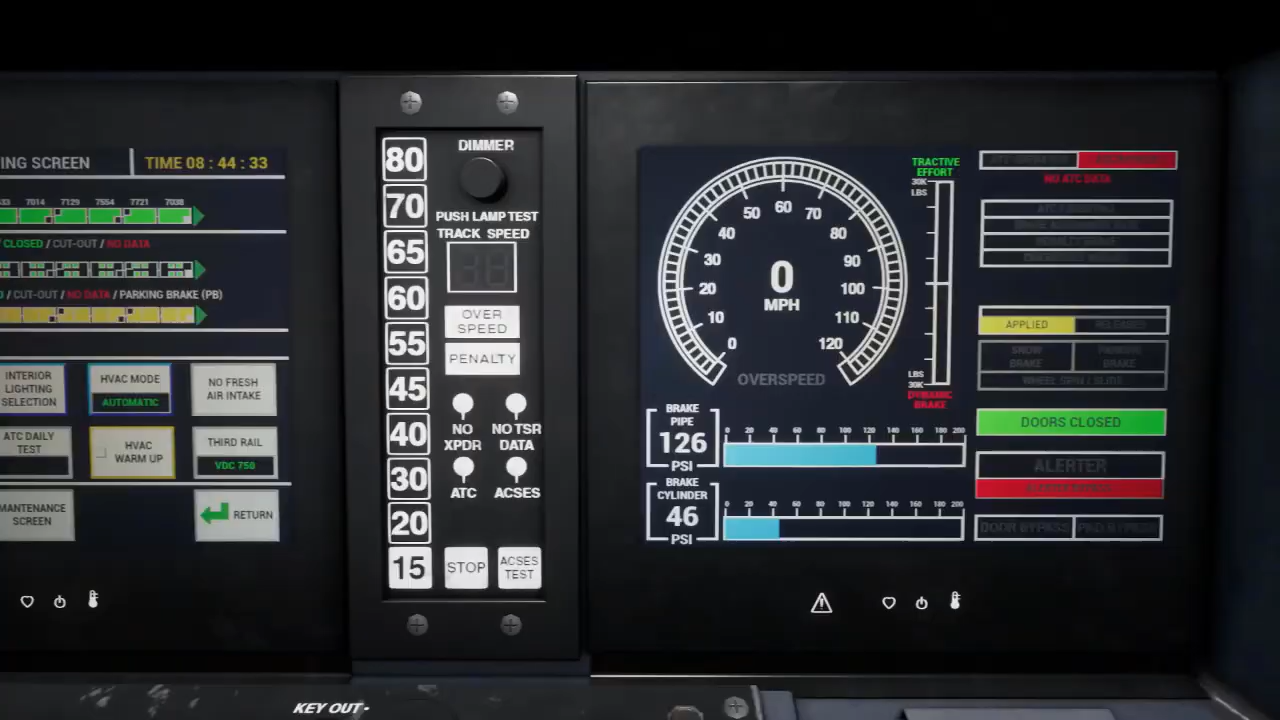 ING SCREEN
TIME 08 : 44 : 33
7014 7129 7554 7721 7038
CLOSED / CUT-OUT / NO DATA
/ CUT-OUT / NO DATA / PARKING BRAKE (PB)
INTERIOR
LIGHTING
SELECTION
HVAC MODE
AUTOMATIC
NO FRESH
AIR INTAKE
ATC DAILY
TEST
HVAC
WARM UP
THIRD RAIL
VDC 750
MANTENANCE
SCREEN
RETURN
80
70
65
60
55
45
40
30
20
15
DIMMER
PUSH LAMP TEST
TRACK SPEED
OVER
SPEED
PENALTY
NO
XPDR
NO TSR
DATA
ATC
ACSES
STOP
ACSES
TEST
0
10
20
30
40
50
60
70
80
90
100
110
120
0
MPH
OVERSPEED
TRACTIVE
EFFORT
30K
LBS
LBS
30K
DYNAMIC
BRAKE
BRAKE
PIPE
126
PSI
0 20 40 60 80 100 120 140 160 180 200
BRAKE
CYLINDER
46
PSI
0 20 40 60 80 100 120 140 160 180 200
NO ATC DATA
APPLIED
RELEASED
SNOW
BRAKE
WHEEL SPIN / SLIDE
DOORS CLOSED
ALERTER
DOOR BYPASS
KEY OUT-